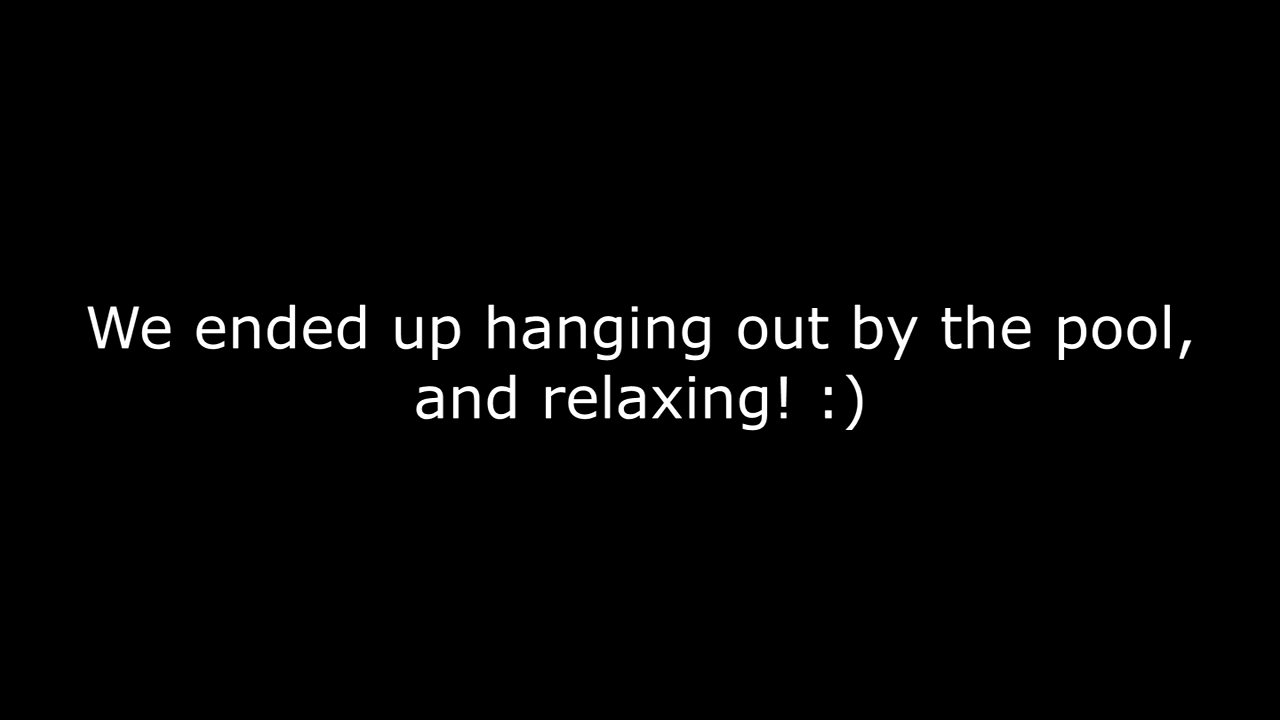 We ended up hanging out by the pool,
and relaxing! :)